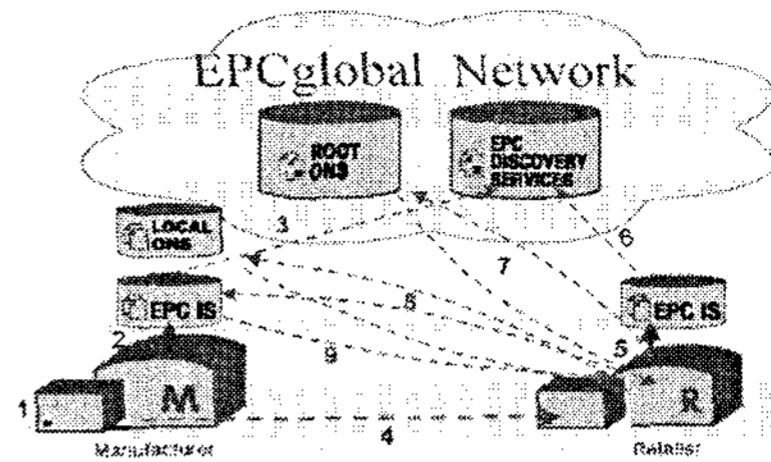 EPCglobal Network
ROOT
ONS
EPC
DISCOVERY
SERVICES
LOCAL
ONS
3
6
7
EPC IS
8
EPC IS
2
9
5
1
M
R
4
Manufacturer
Retailer